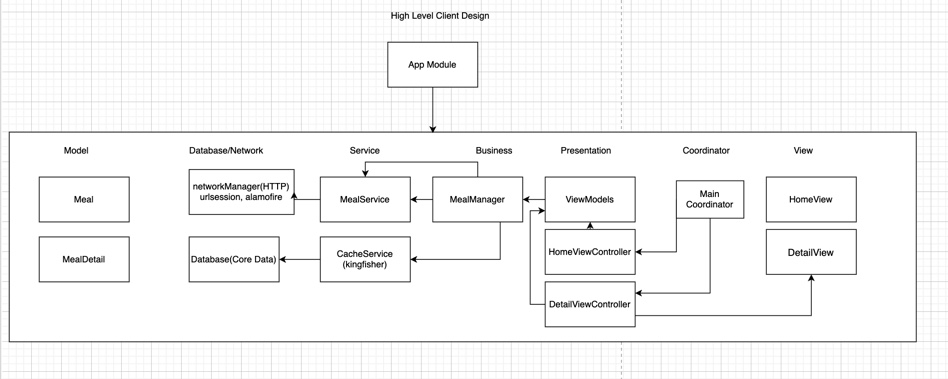 High Level Client Design
App Module
Model
Database/Network
Service
Business
Presentation
Coordinator
View
Meal
networkManager(HTTP)
urlsession, alamofire
MealService
MealManager
ViewModels
Main
Coordinator
HomeView
MealDetail
Database(Core Data)
CacheService
(kingfisher)
HomeViewController
DetailView
DetailViewController